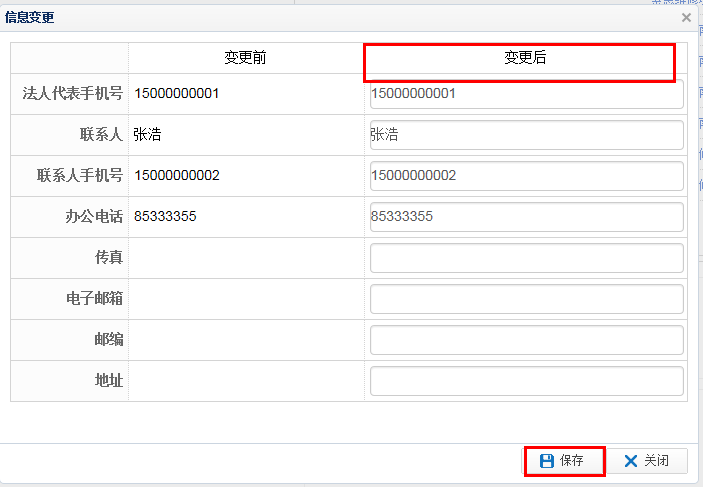 信息变更
变更前 变更后
法人代表手机号 15000000001 15000000001
联系人 张浩 张浩
联系人手机号 15000000002 15000000002
办公电话 85333355 85333355
传真
电子邮箱
邮编
地址
保存 关闭